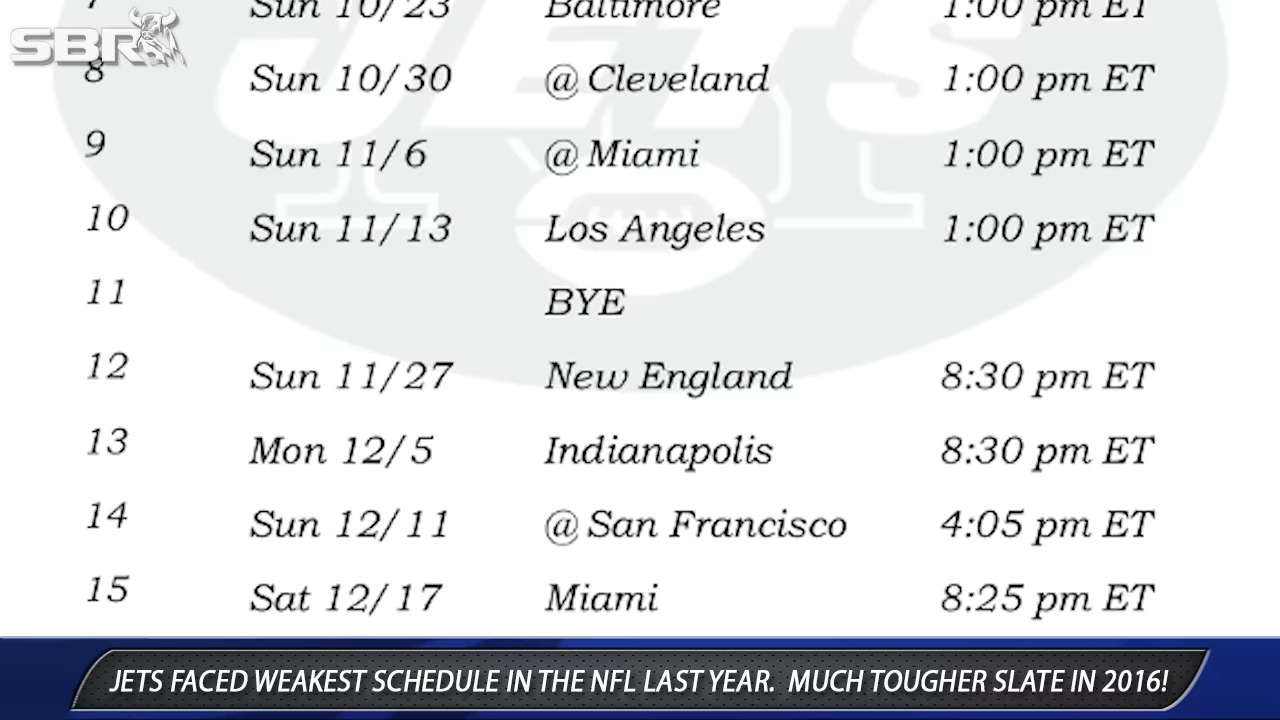 SBR
JETS
7 Sun 10/23 Baltimore 1:00 pm ET
8 Sun 10/30 @ Cleveland 1:00 pm ET
9 Sun 11/6 @ Miami 1:00 pm ET
10 Sun 11/13 Los Angeles 1:00 pm ET
11 BYE
12 Sun 11/27 New England 8:30 pm ET
13 Mon 12/5 Indianapolis 8:30 pm ET
14 Sun 12/11 @ San Francisco 4:05 pm ET
15 Sat 12/17 Miami 8:25 pm ET
JETS FACED WEAKEST SCHEDULE IN THE NFL LAST YEAR. MUCH TOUGHER SLATE IN 2016!